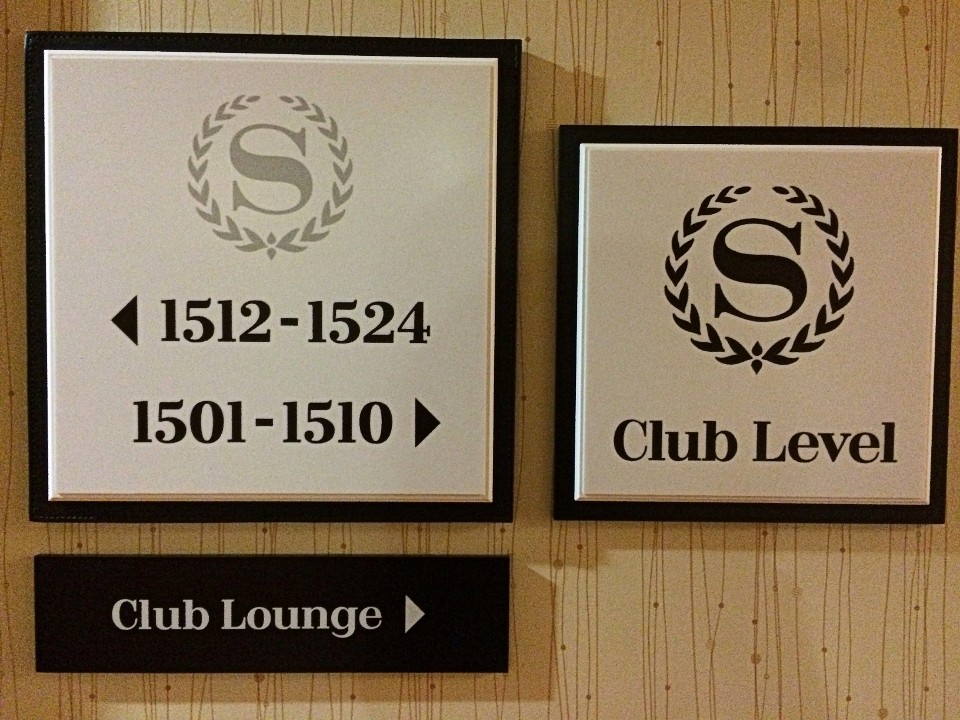 S
1512-1524
1501-1510
Club Lounge
S
Club Level